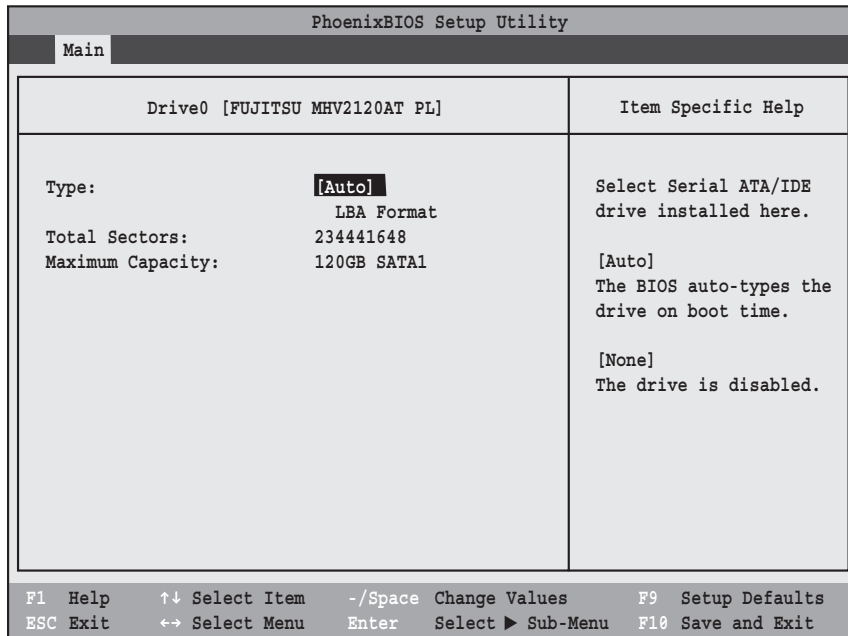 PhoenixBIOS Setup Utility
Main
Drive0 [FUJITSU MHV2120AT PL]
Type: [Auto]
LBA Format
Total Sectors: 234441648
Maximum Capacity: 120GB SATA1
Item Specific Help
Select Serial ATA/IDE
drive installed here.
[Auto]
The BIOS auto-types the
drive on boot time.
[None]
The drive is disabled.
F1 Help ↑↓ Select Item -/Space Change Values F9 Setup Defaults
ESC Exit ←→ Select Menu Enter Select ▶ Sub-Menu F10 Save and Exit